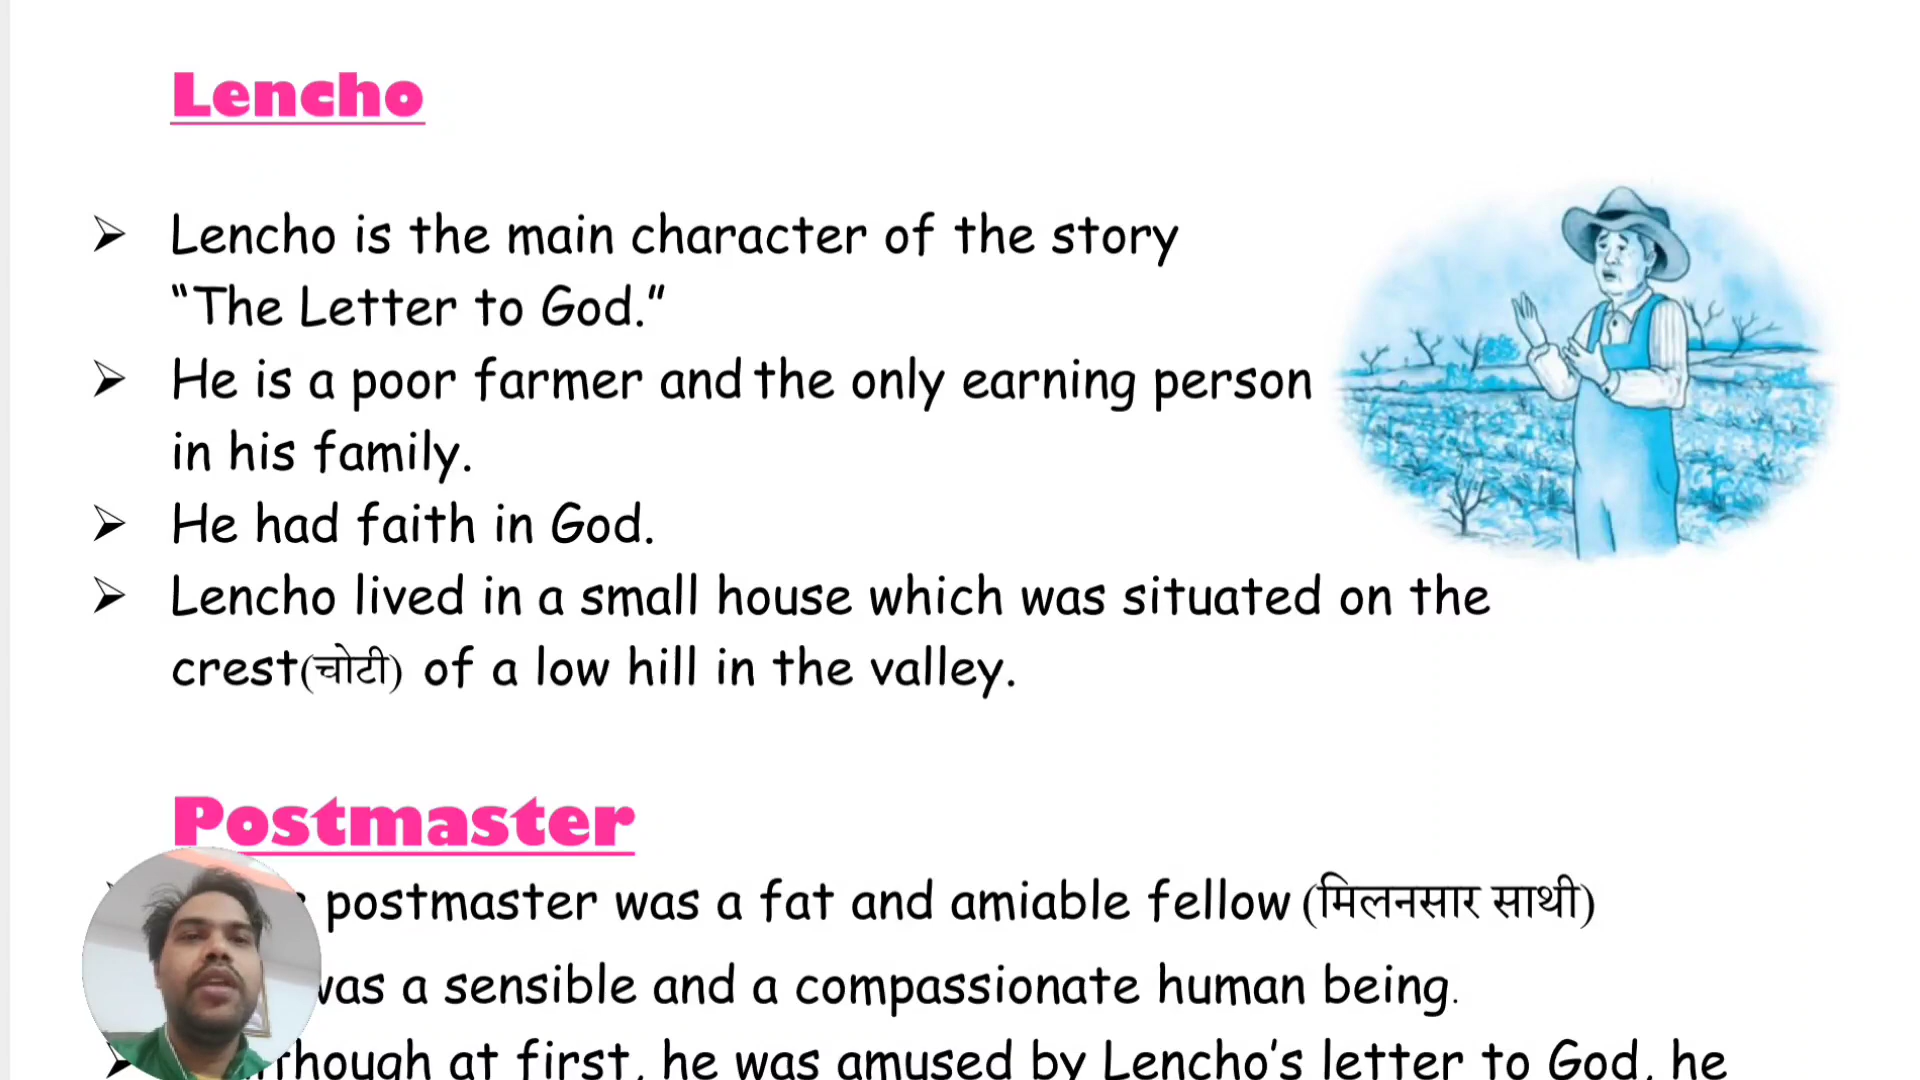 Lencho
➢ Lencho is the main character of the story
“The Letter to God.”
➢ He is a poor farmer and the only earning person
in his family.
➢ He had faith in God.
➢ Lencho lived in a small house which was situated on the
crest(चोटी) of a low hill in the valley.
Postmaster
postmaster was a fat and amiable fellow (मिलनसार साथी)
was a sensible and a compassionate human being.
➢ though at first, he was amused by Lencho’s letter to God, he